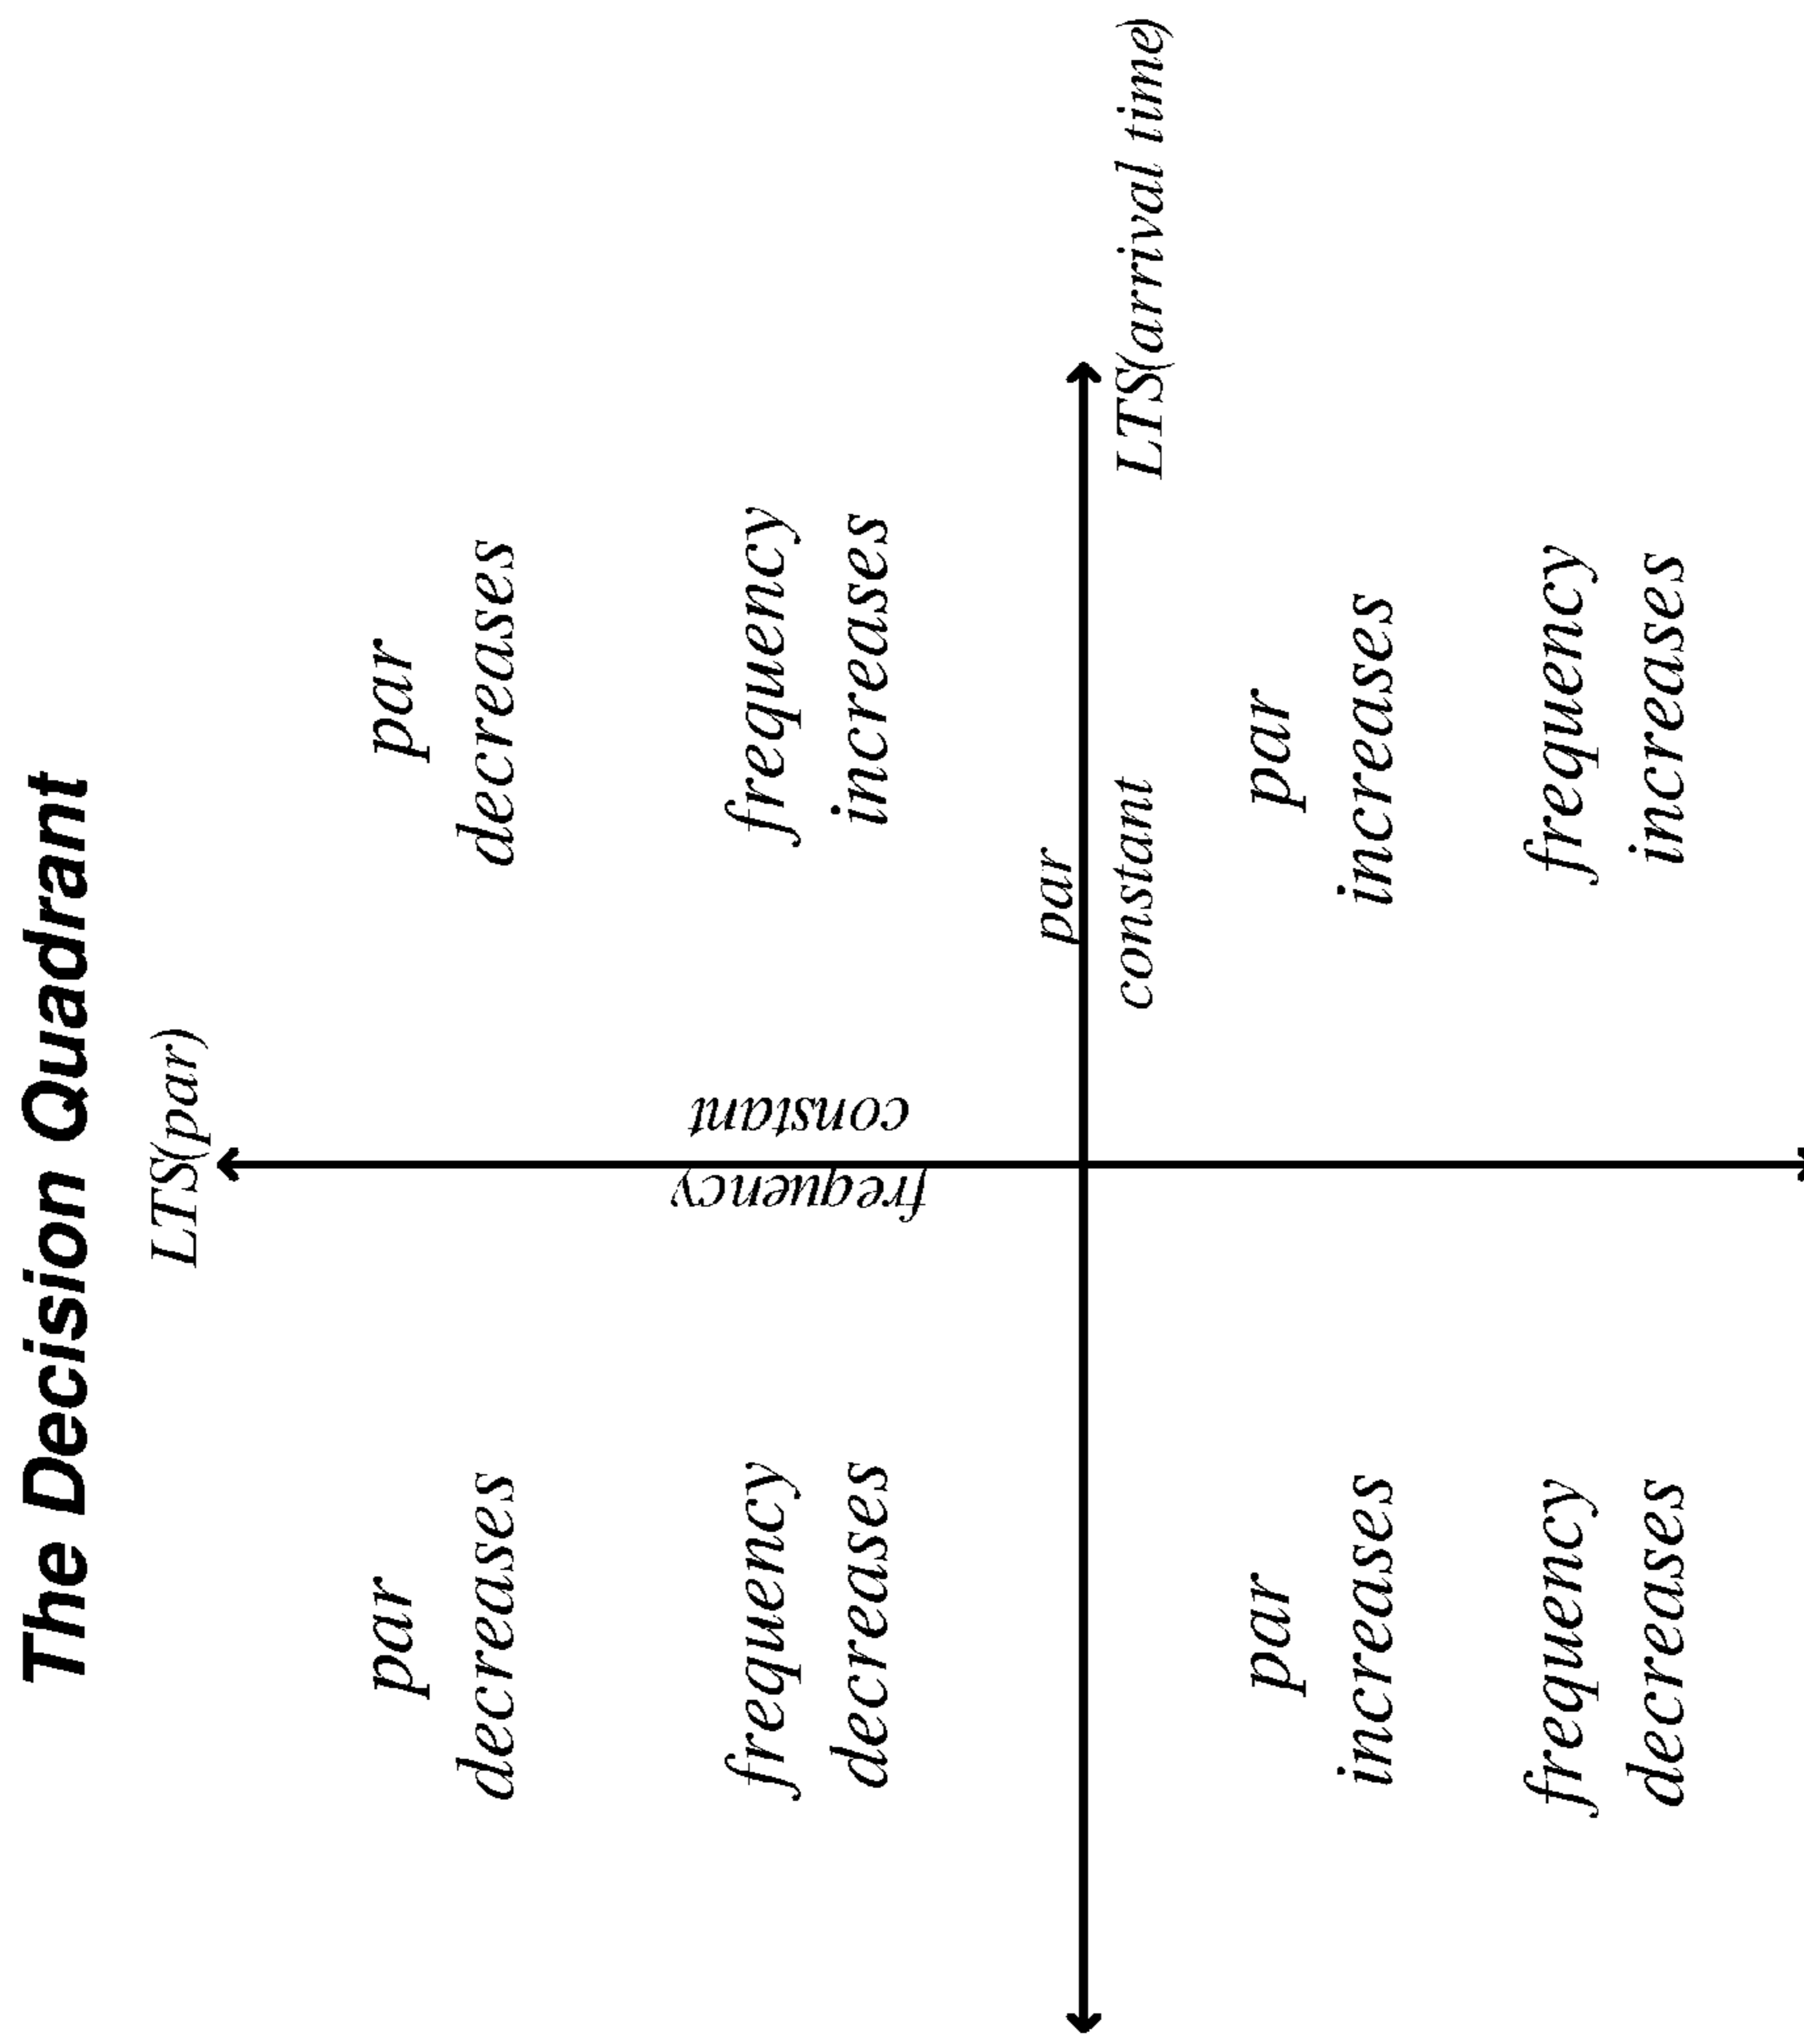 The Decision Quadrant
LTS(par)
par
decreases
par
decreases
frequency
decreases
frequency
increases
frequency
constant
par
constant
LTS(arrival time)
par
increases
par
increases
frequency
decreases
frequency
increases